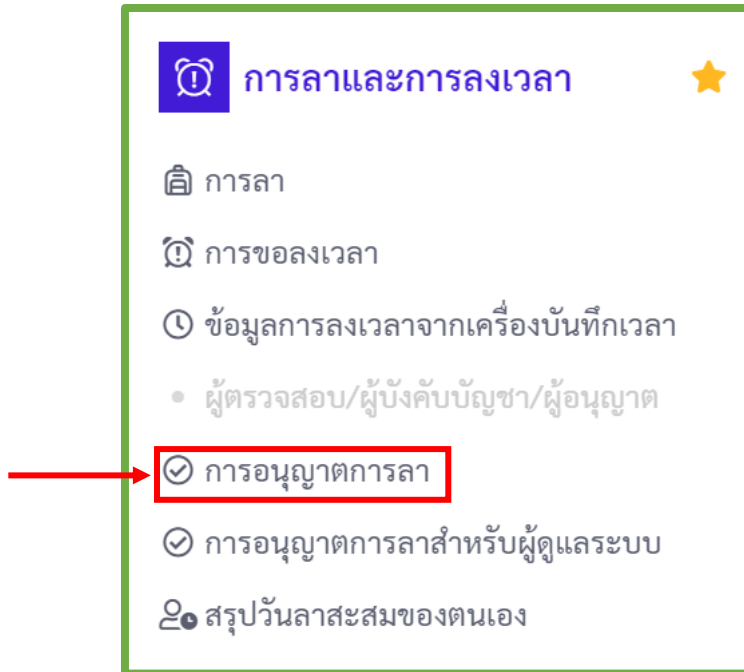 การลาและการลงเวลา
การลา
การขอลงเวลา
ข้อมูลการลงเวลาจากเครื่องบันทึกเวลา
ผู้ตรวจสอบ/ผู้บังคับบัญชา/ผู้อนุญาต
การอนุญาตการลา
การอนุญาตการลาสำหรับผู้ดูแลระบบ
สรุปวันลาสะสมของตนเอง